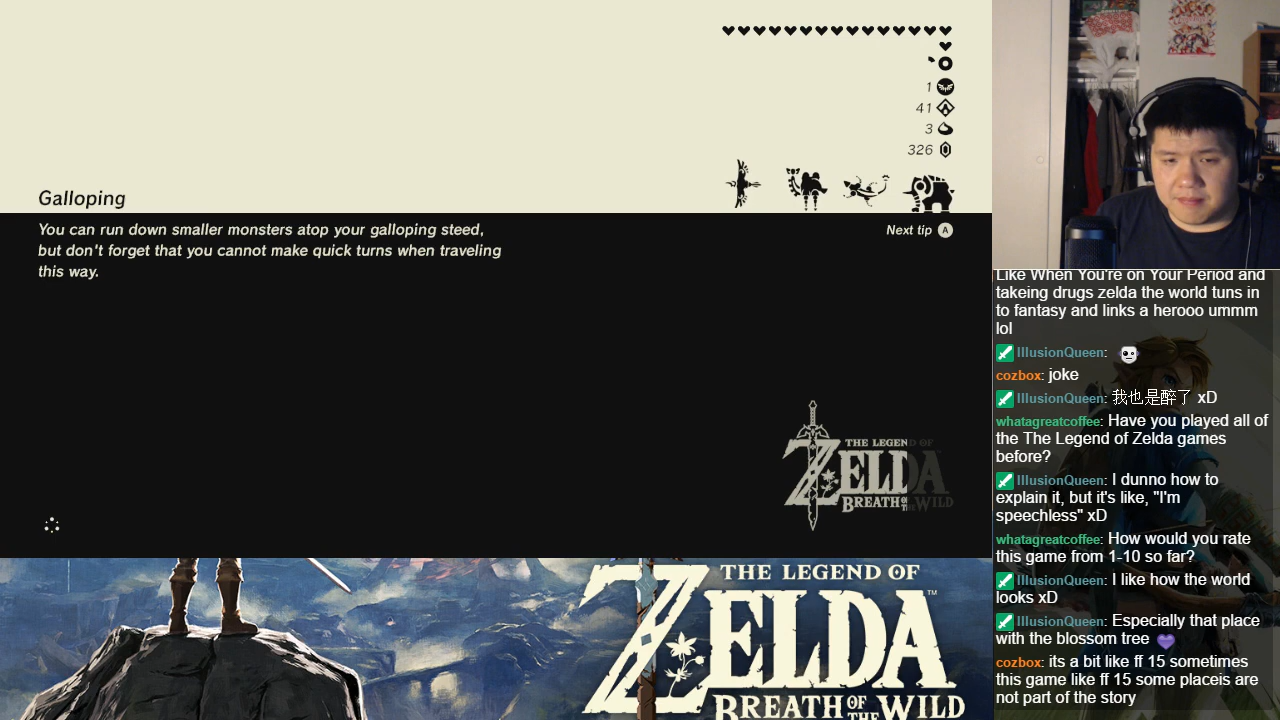 1
41
3
326
Galloping
You can run down smaller monsters atop your galloping steed,
but don't forget that you cannot make quick turns when traveling
this way.
Next tip A
THE LEGEND OF
ZELDA
BREATH OF THE WILD
THE LEGEND OF
ZELDA™
BREATH OF THE WILD
Like When You're on Your Period and
takeing drugs zelda the world tuns in
to fantasy and links a herooo ummm
lol
IllusionQueen:
cozbox: joke
IllusionQueen: 我也是醉了 xD
whatagreatcoffee: Have you played all of
the The Legend of Zelda games
before?
IllusionQueen: I dunno how to
explain it, but it's like, "I'm
speechless" xD
whatagreatcoffee: How would you rate
this game from 1-10 so far?
IllusionQueen: I like how the world
looks xD
IllusionQueen: Especially that place
with the blossom tree
cozbox: its a bit like ff 15 sometimes
this game like ff 15 some placeis are
not part of the story